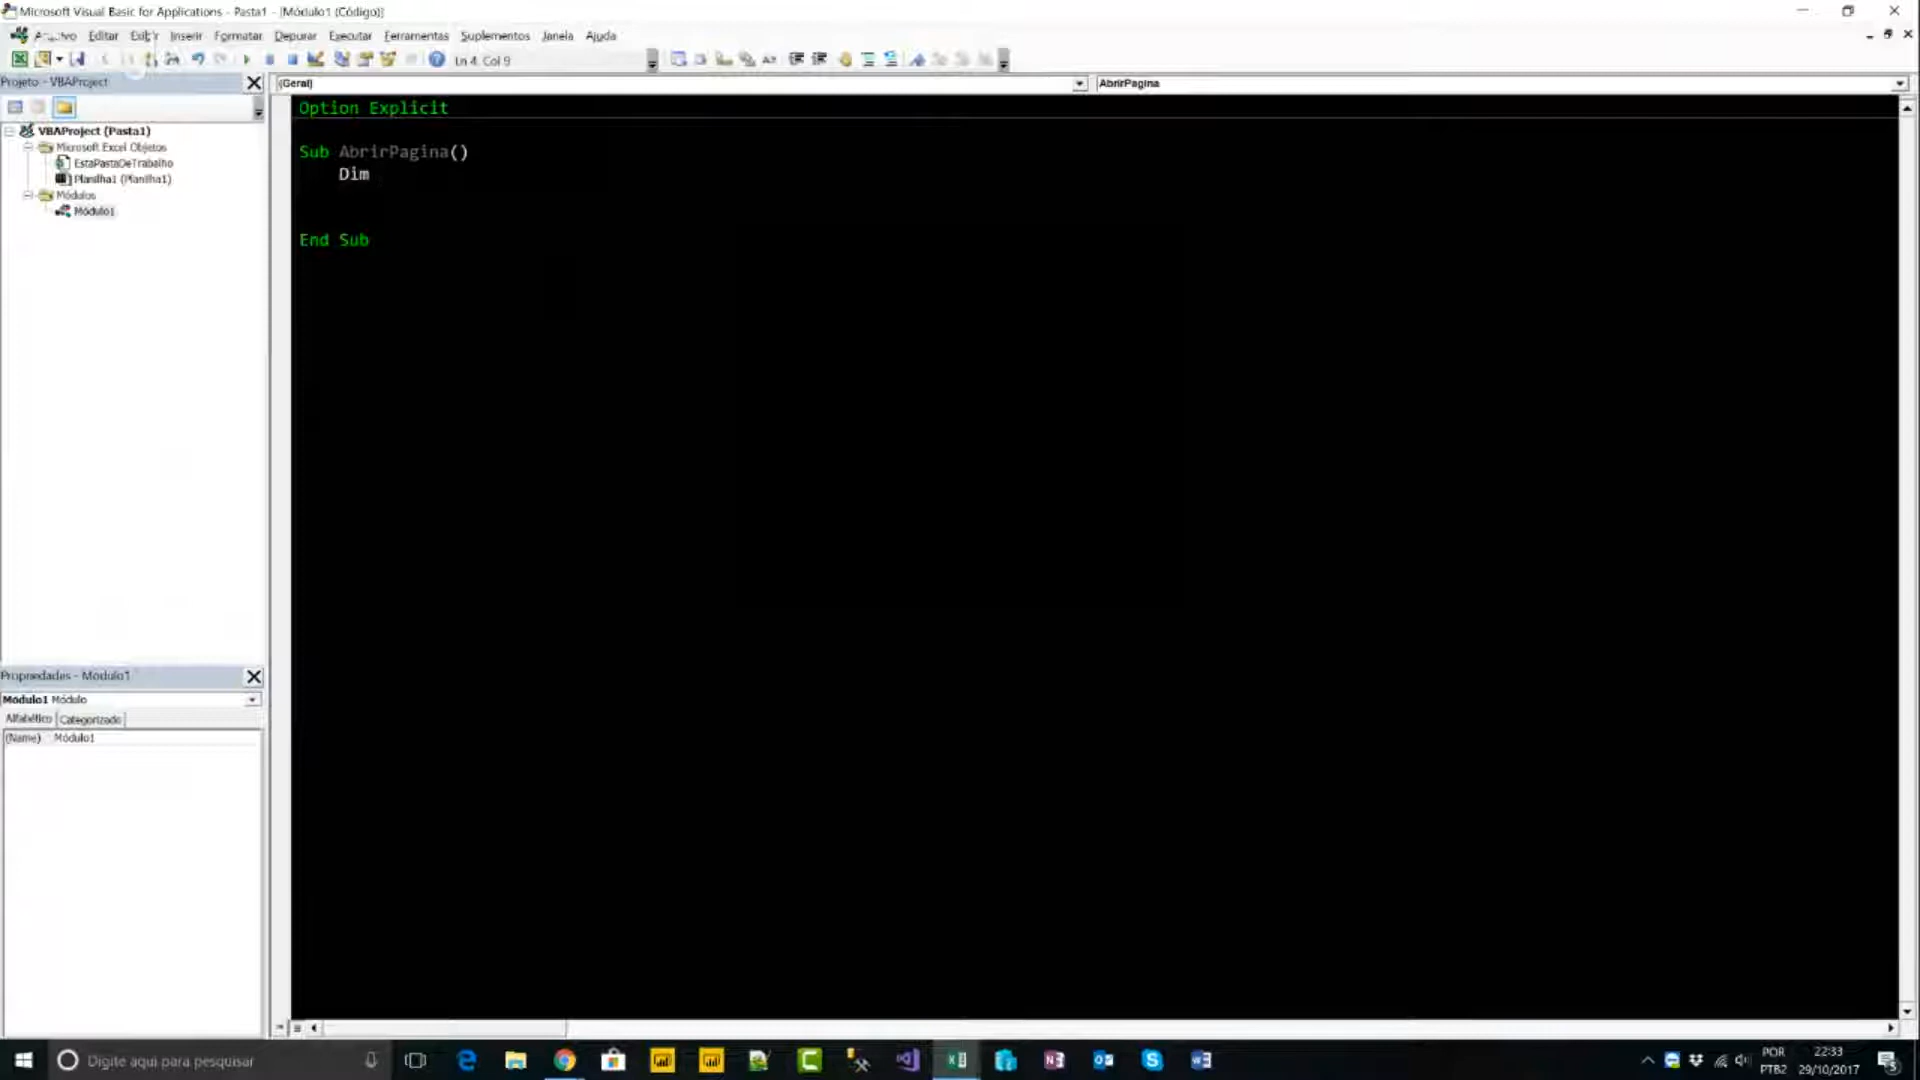 Microsoft Visual Basic for Applications - Pasta1 - [Módulo1 (Código)]
Editar Inserir Formatar Depurar Executar Ferramentas Suplementos Janela Ajuda
Ln 4, Col 9
Projeto - VBAProject
(Geral)
AbrirPagina
VBAProject (Pasta1)
Microsoft Excel Objetos
EstaPastaDeTrabalho
Planilha1 (Planilha1)
Módulos
Módulo1
Option Explicit
Sub AbrirPagina()
Dim
End Sub
Propriedades - Módulo1
Módulo1 Módulo
Alfabético Categorizado
(Name) Módulo1
Digite aqui para pesquisar
POR
PTB2
22:33
29/10/2017